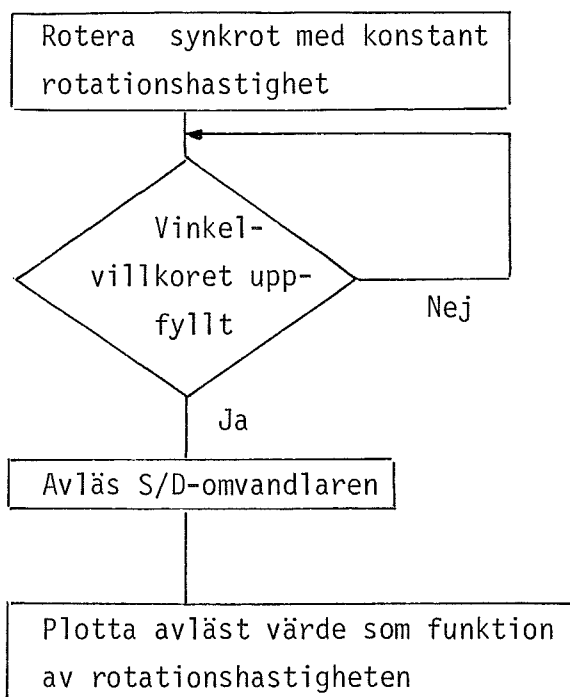 Rotera synkrot med konstant
rotationshastighet
Vinkel-
villkoret upp-
fyllt
Nej
Ja
Avläs S/D-omvandlaren
Plotta avläst värde som funktion
av rotationshastigheten